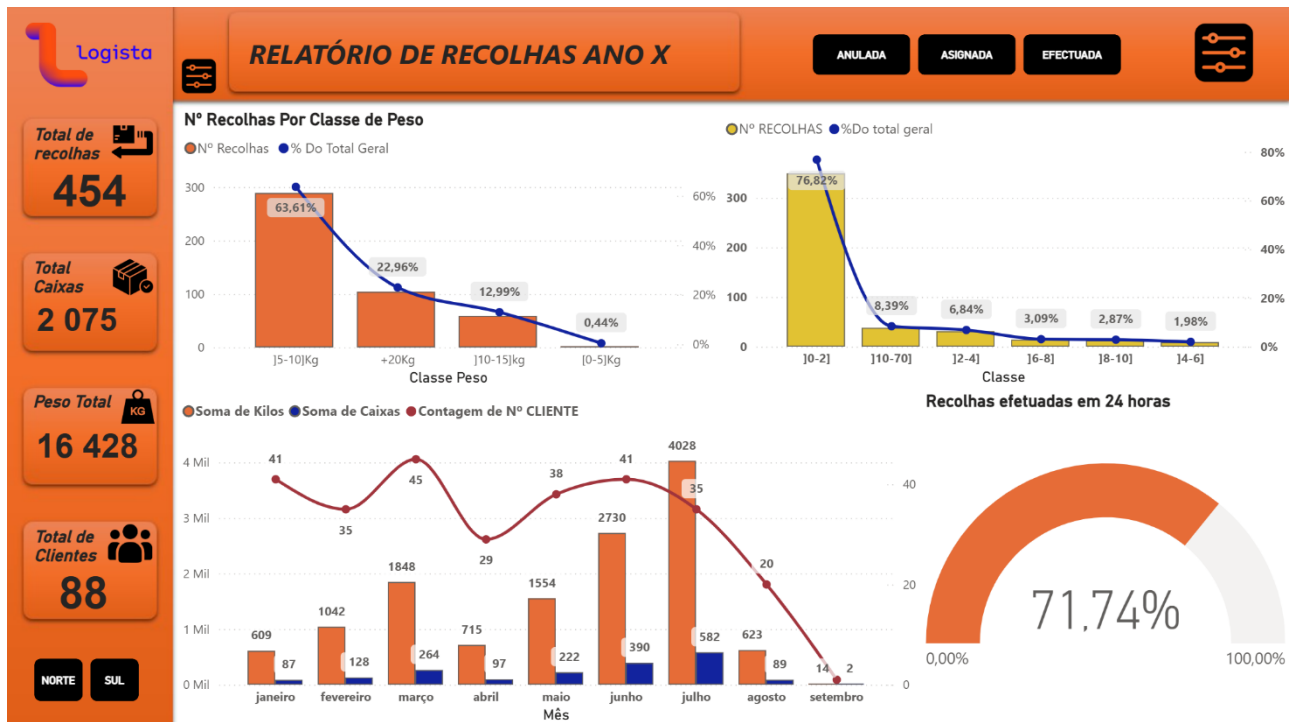 Logista
RELATÓRIO DE RECOLHAS ANO X
ANULADA
ASIGNADA
EFECTUADA
Total de
recolhas
454
Total
Caixas
2 075
Peso Total
KG
16 428
Total de
Clientes
88
NORTE
SUL
Nº Recolhas Por Classe de Peso
Nº Recolhas % Do Total Geral
300
200
100
0
60%
40%
20%
0%
63,61%
22,96%
12,99%
0,44%
]5-10]Kg
+20Kg
]10-15]Kg
[0-5]Kg
Classe Peso
Nº RECOLHAS %Do total geral
300
200
100
0
80%
60%
40%
20%
0%
76,82%
8,39%
6,84%
3,09%
2,87%
1,98%
]0-2]
]10-70]
]2-4]
]6-8]
]8-10]
]4-6]
Classe
Soma de Kilos Soma de Caixas Contagem de Nº CLIENTE
4 Mil
3 Mil
2 Mil
1 Mil
0 Mil
40
20
0
41
35
45
29
38
41
35
20
2
609
1042
1848
715
1554
2730
4028
623
14
87
128
264
97
222
390
582
89
janeiro
fevereiro
março
abril
maio
junho
julho
agosto
setembro
Mês
Recolhas efetuadas em 24 horas
71,74%
0,00%
100,00%